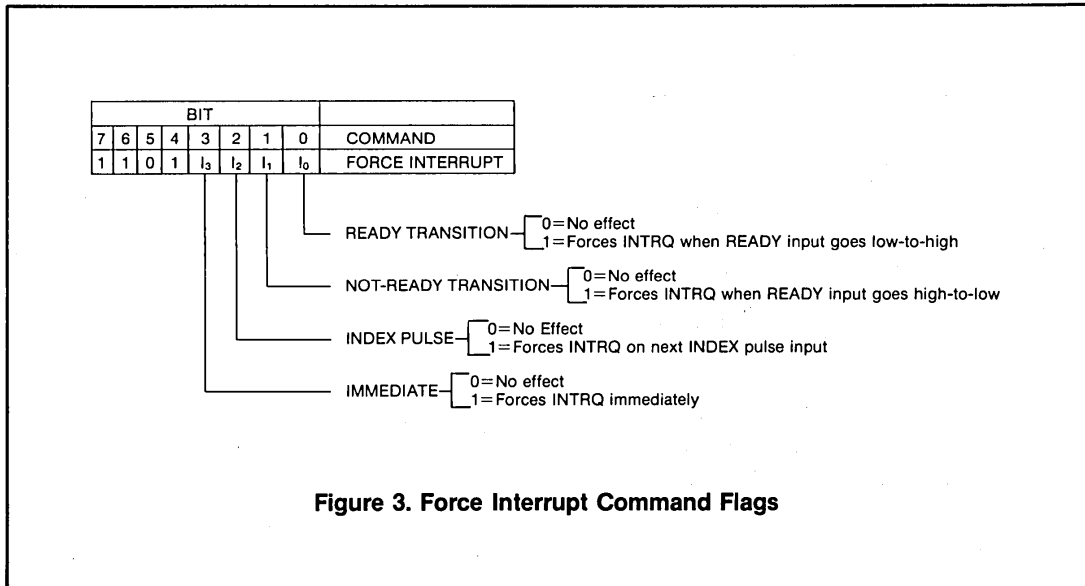 BIT
7 6 5 4 3 2 1 0 COMMAND
1 1 0 1 I₃ I₂ I₁ I₀ FORCE INTERRUPT
READY TRANSITION 0=No effect
1=Forces INTRQ when READY input goes low-to-high
NOT-READY TRANSITION 0=No effect
1=Forces INTRQ when READY input goes high-to-low
INDEX PULSE 0=No Effect
1=Forces INTRQ on next INDEX pulse input
IMMEDIATE 0=No effect
1=Forces INTRQ immediately
Figure 3. Force Interrupt Command Flags